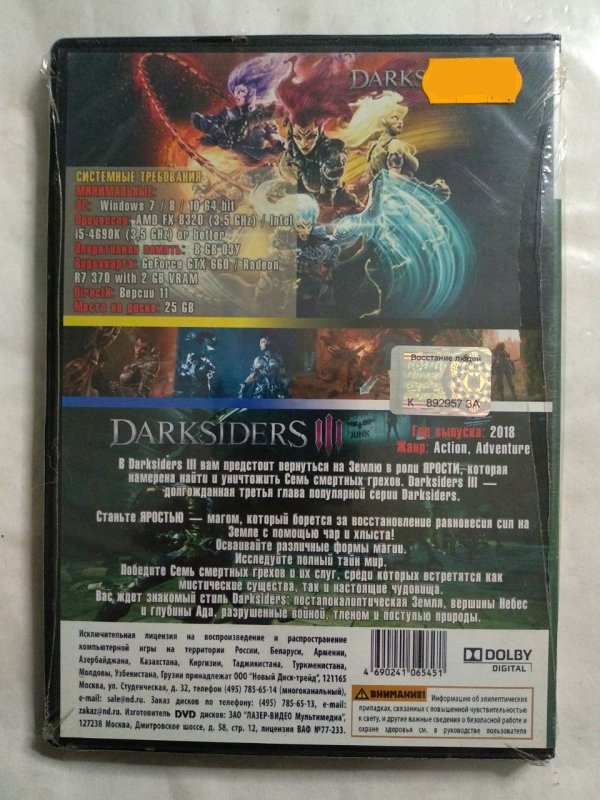 DARKS
СИСТЕМНЫЕ ТРЕБОВАНИЯ
МИНИМАЛЬНЫЕ:
ОС: Windows 7 / 8 / 10 64 bit
Процессор: AMD FX-8320 (3,5 GHz) / Intel
i5-4690K (3,5 GHz) or better
Оперативная память: 8 GB ОЗУ
Видеокарта: GeForce GTX 660 / Radeon
R7 370 with 2 GB VRAM
DirectX: Версии 11
Место на диске: 25 GB
Восстание людей
К 892957 ЗА
DARKSIDERS III
JUNK
Год выпуска: 2018
Жанр: Action, Adventure
В Darksiders III вам предстоит вернуться на Землю в роли ЯРОСТИ, которая
намерена найти и уничтожить Семь смертных грехов. Darksiders III —
долгожданная третья глава популярной серии Darksiders.
Станьте ЯРОСТЬЮ — магом, который борется за восстановление равновесия сил на
Земле с помощью чар и хлыста!
Осваивайте различные формы магии.
Исследуйте полный тайн мир.
Победите Семь смертных грехов и их слуг, среди которых встретятся как
мистические существа, так и настоящие чудовища.
Вас ждет знакомый стиль Darksiders: постапокалиптическая Земля, вершины Небес
и глубины Ада, разрушенные войной, тленом и поступью природы.
Исключительная лицензия на воспроизведение и распространение
компьютерной игры на территории России, Беларуси, Армении,
Азербайджана, Казахстана, Киргизии, Таджикистана, Туркменистана,
Молдовы, Узбекистана, Грузии принадлежат ООО "Новый Диск-трейд", 121165
Москва, ул. Студенческая, д. 32, телефон (495) 785-65-14 (многоканальный),
e-mail: sale@nd.ru. Заказ дисков по телефону: (495) 785-65-13, e-mail:
zakaz@nd.ru. Изготовитель DVD дисков: ЗАО "ЛАЗЕР-ВИДЕО Мультимедиа",
127238 Москва, Дмитровское шоссе, д. 58, стр. 12, лицензия ВАФ №77-233.
4 690241 065451
DOLBY
DIGITAL
ВНИМАНИЕ! Информацию об эпилептических
припадках, связанных с повышенной чувствительностью
к свету, и другие важные сведения о безопасной работе и
охране здоровья см. в руководстве пользователя